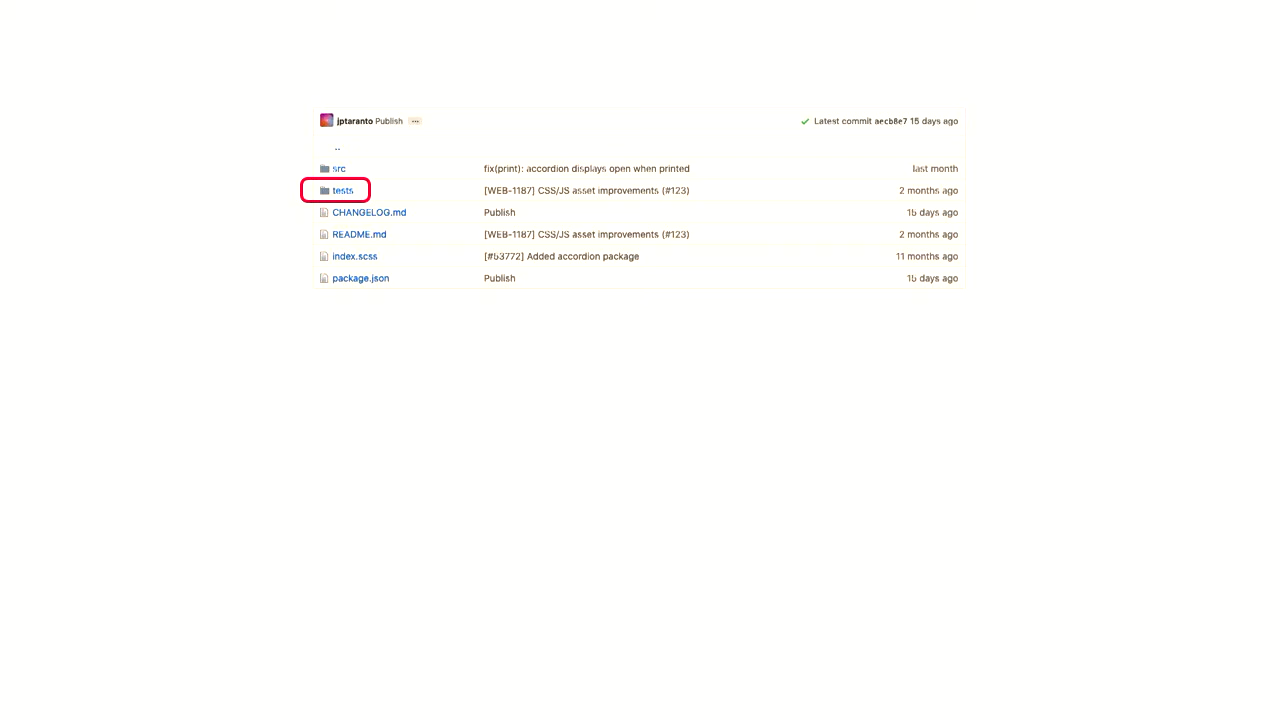 jptaranto Publish ... Latest commit aecb8e7 15 days ago
..
src fix(print): accordion displays open when printed last month
tests [WEB-1187] CSS/JS asset improvements (#123) 2 months ago
CHANGELOG.md Publish 15 days ago
README.md [WEB-1187] CSS/JS asset improvements (#123) 2 months ago
index.scss [#53772] Added accordion package 11 months ago
package.json Publish 15 days ago